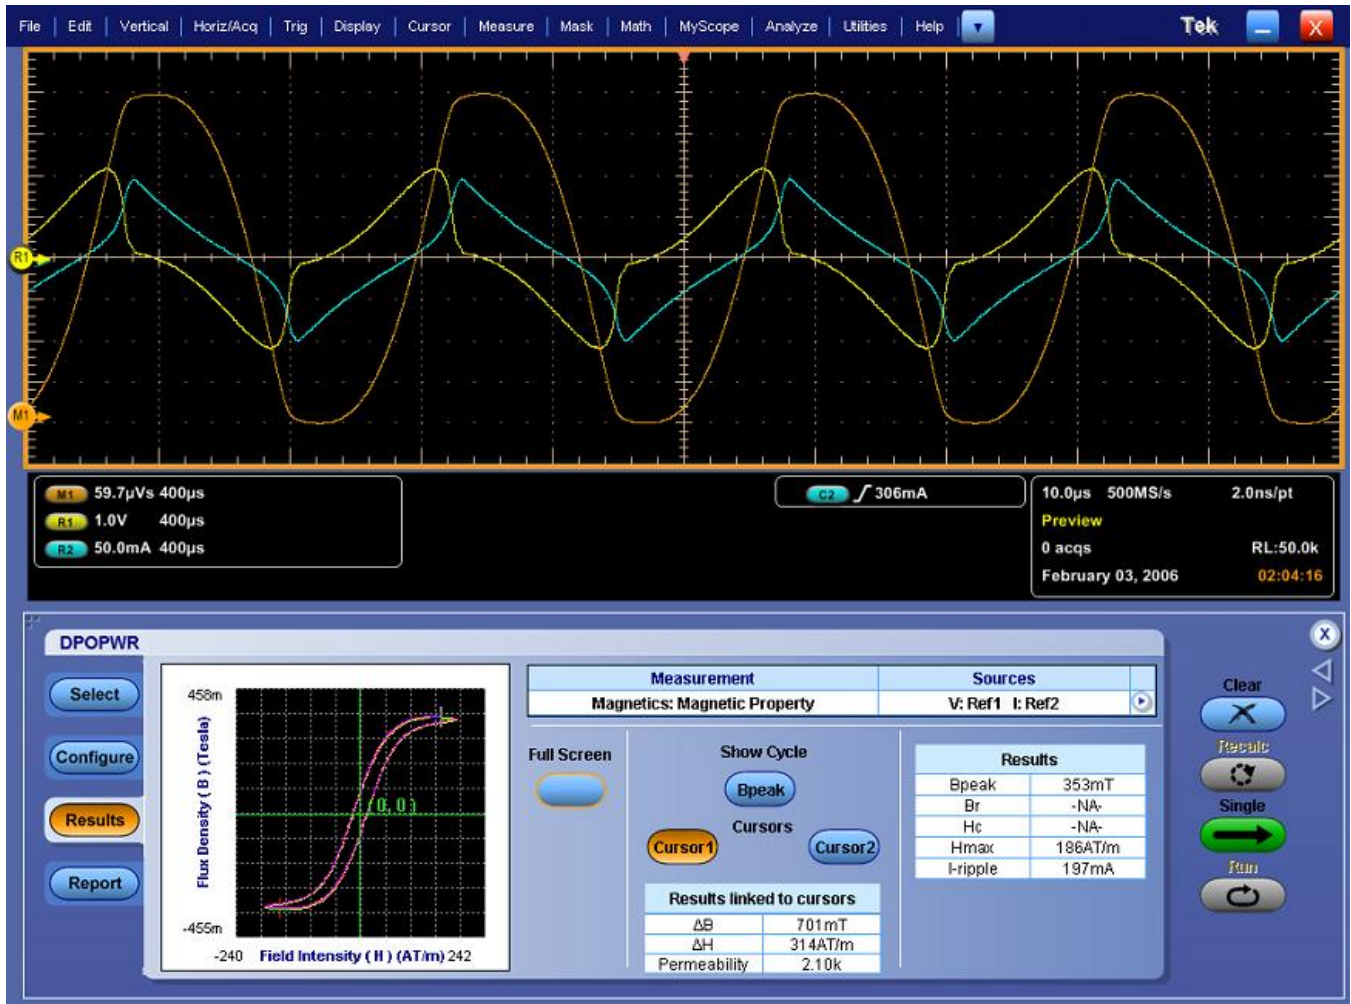 File Edit Vertical Horiz/Acq Trig Display Cursor Measure Mask Math MyScope Analyze Utilities Help Tek X
R1
M1
M1 59.7µVs 400µs
R1 1.0V 400µs
R2 50.0mA 400µs
C2 306mA
10.0µs 500MS/s 2.0ns/pt
Preview
0 acqs RL:50.0k
February 03, 2006 02:04:16
DPOPWR
X
Select
Configure
Results
Report
458m
Flux Density ( B ) (Tesla)
(0, 0)
-455m
-240 Field Intensity ( H ) (AT/m) 242
Measurement Sources
Magnetics: Magnetic Property V: Ref1 I: Ref2
Full Screen
Show Cycle
Bpeak
Cursors
Cursor1 Cursor2
Results linked to cursors
ΔB 701mT
ΔH 314AT/m
Permeability 2.10k
Results
Bpeak 353mT
Br -NA-
Hc -NA-
Hmax 186AT/m
I-ripple 197mA
Clear
Recalc
Single
Run